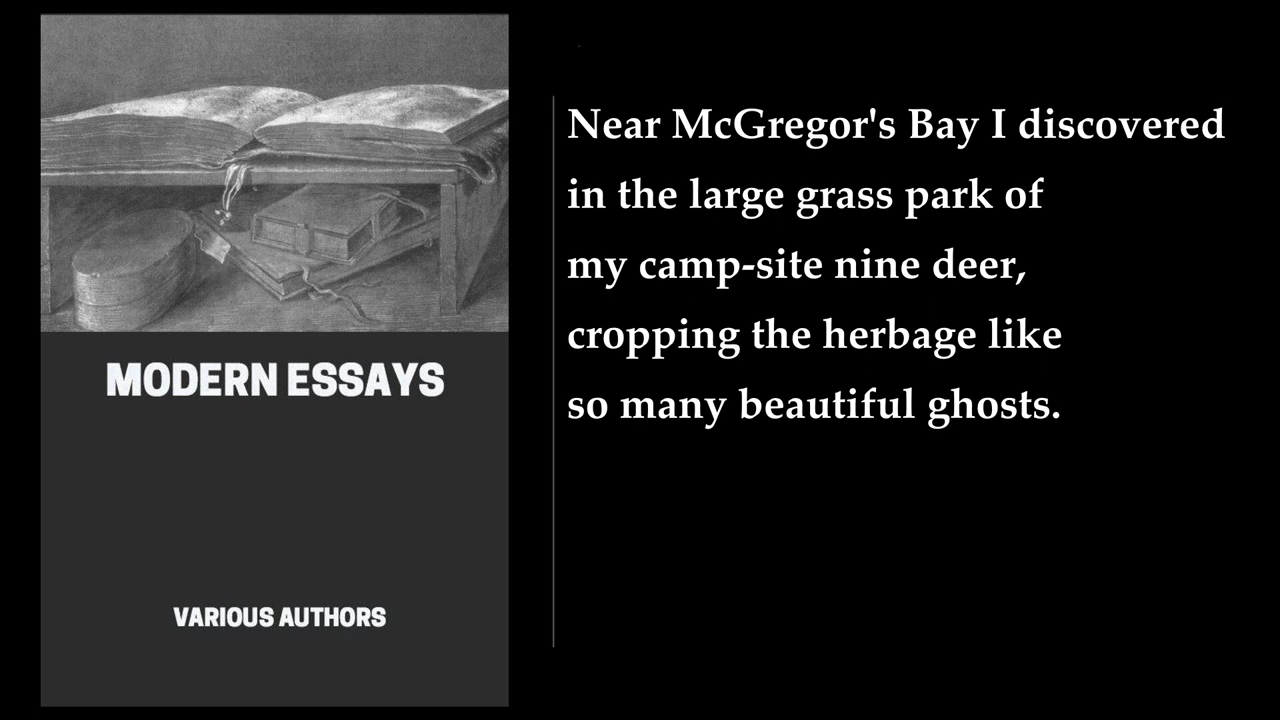 MODERN ESSAYS
VARIOUS AUTHORS
Near McGregor's Bay I discovered
in the large grass park of
my camp-site nine deer,
cropping the herbage like
so many beautiful ghosts.